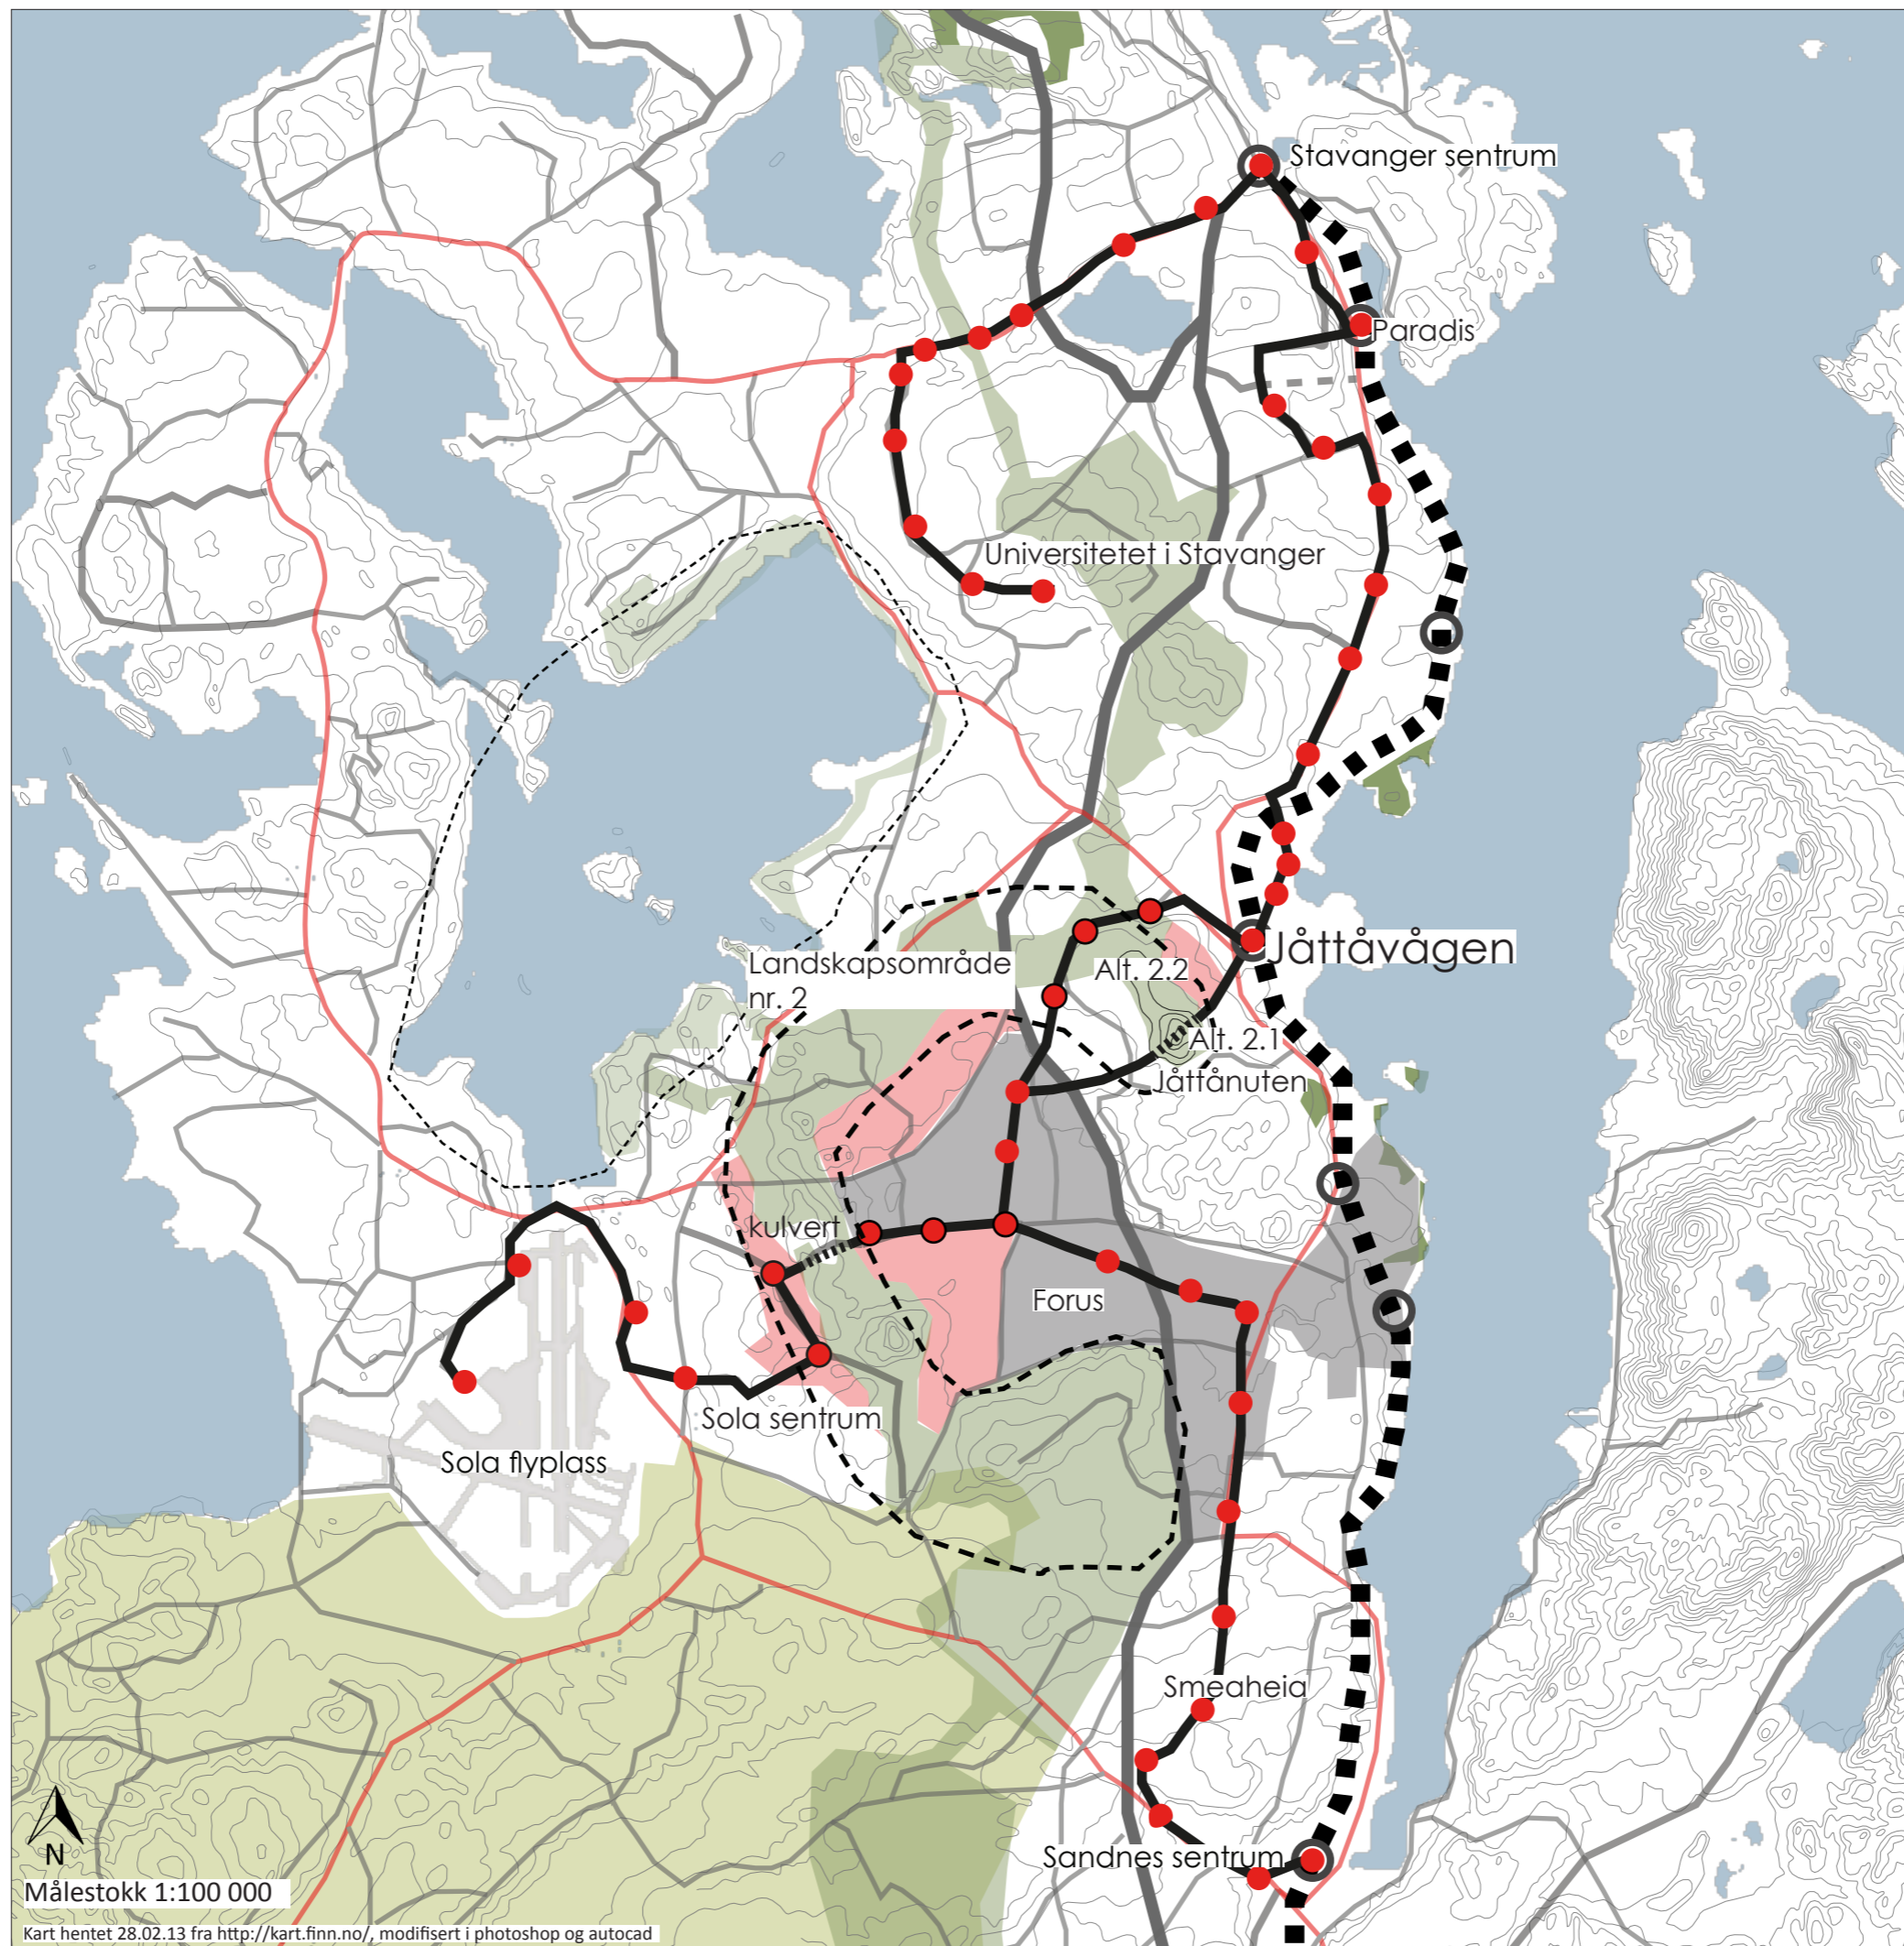 Stavanger sentrum
Paradis
Universitetet i Stavanger
Jåttåvågen
Landskapsområde
nr. 2
Alt. 2.2
Alt. 2.1
Jåttånuten
kulvert
Forus
Sola sentrum
Sola flyplass
Smeaheia
Sandnes sentrum
N
Målestokk 1:100 000
Kart hentet 28.02.13 fra http://kart.finn.no/, modifisert i photoshop og autocad